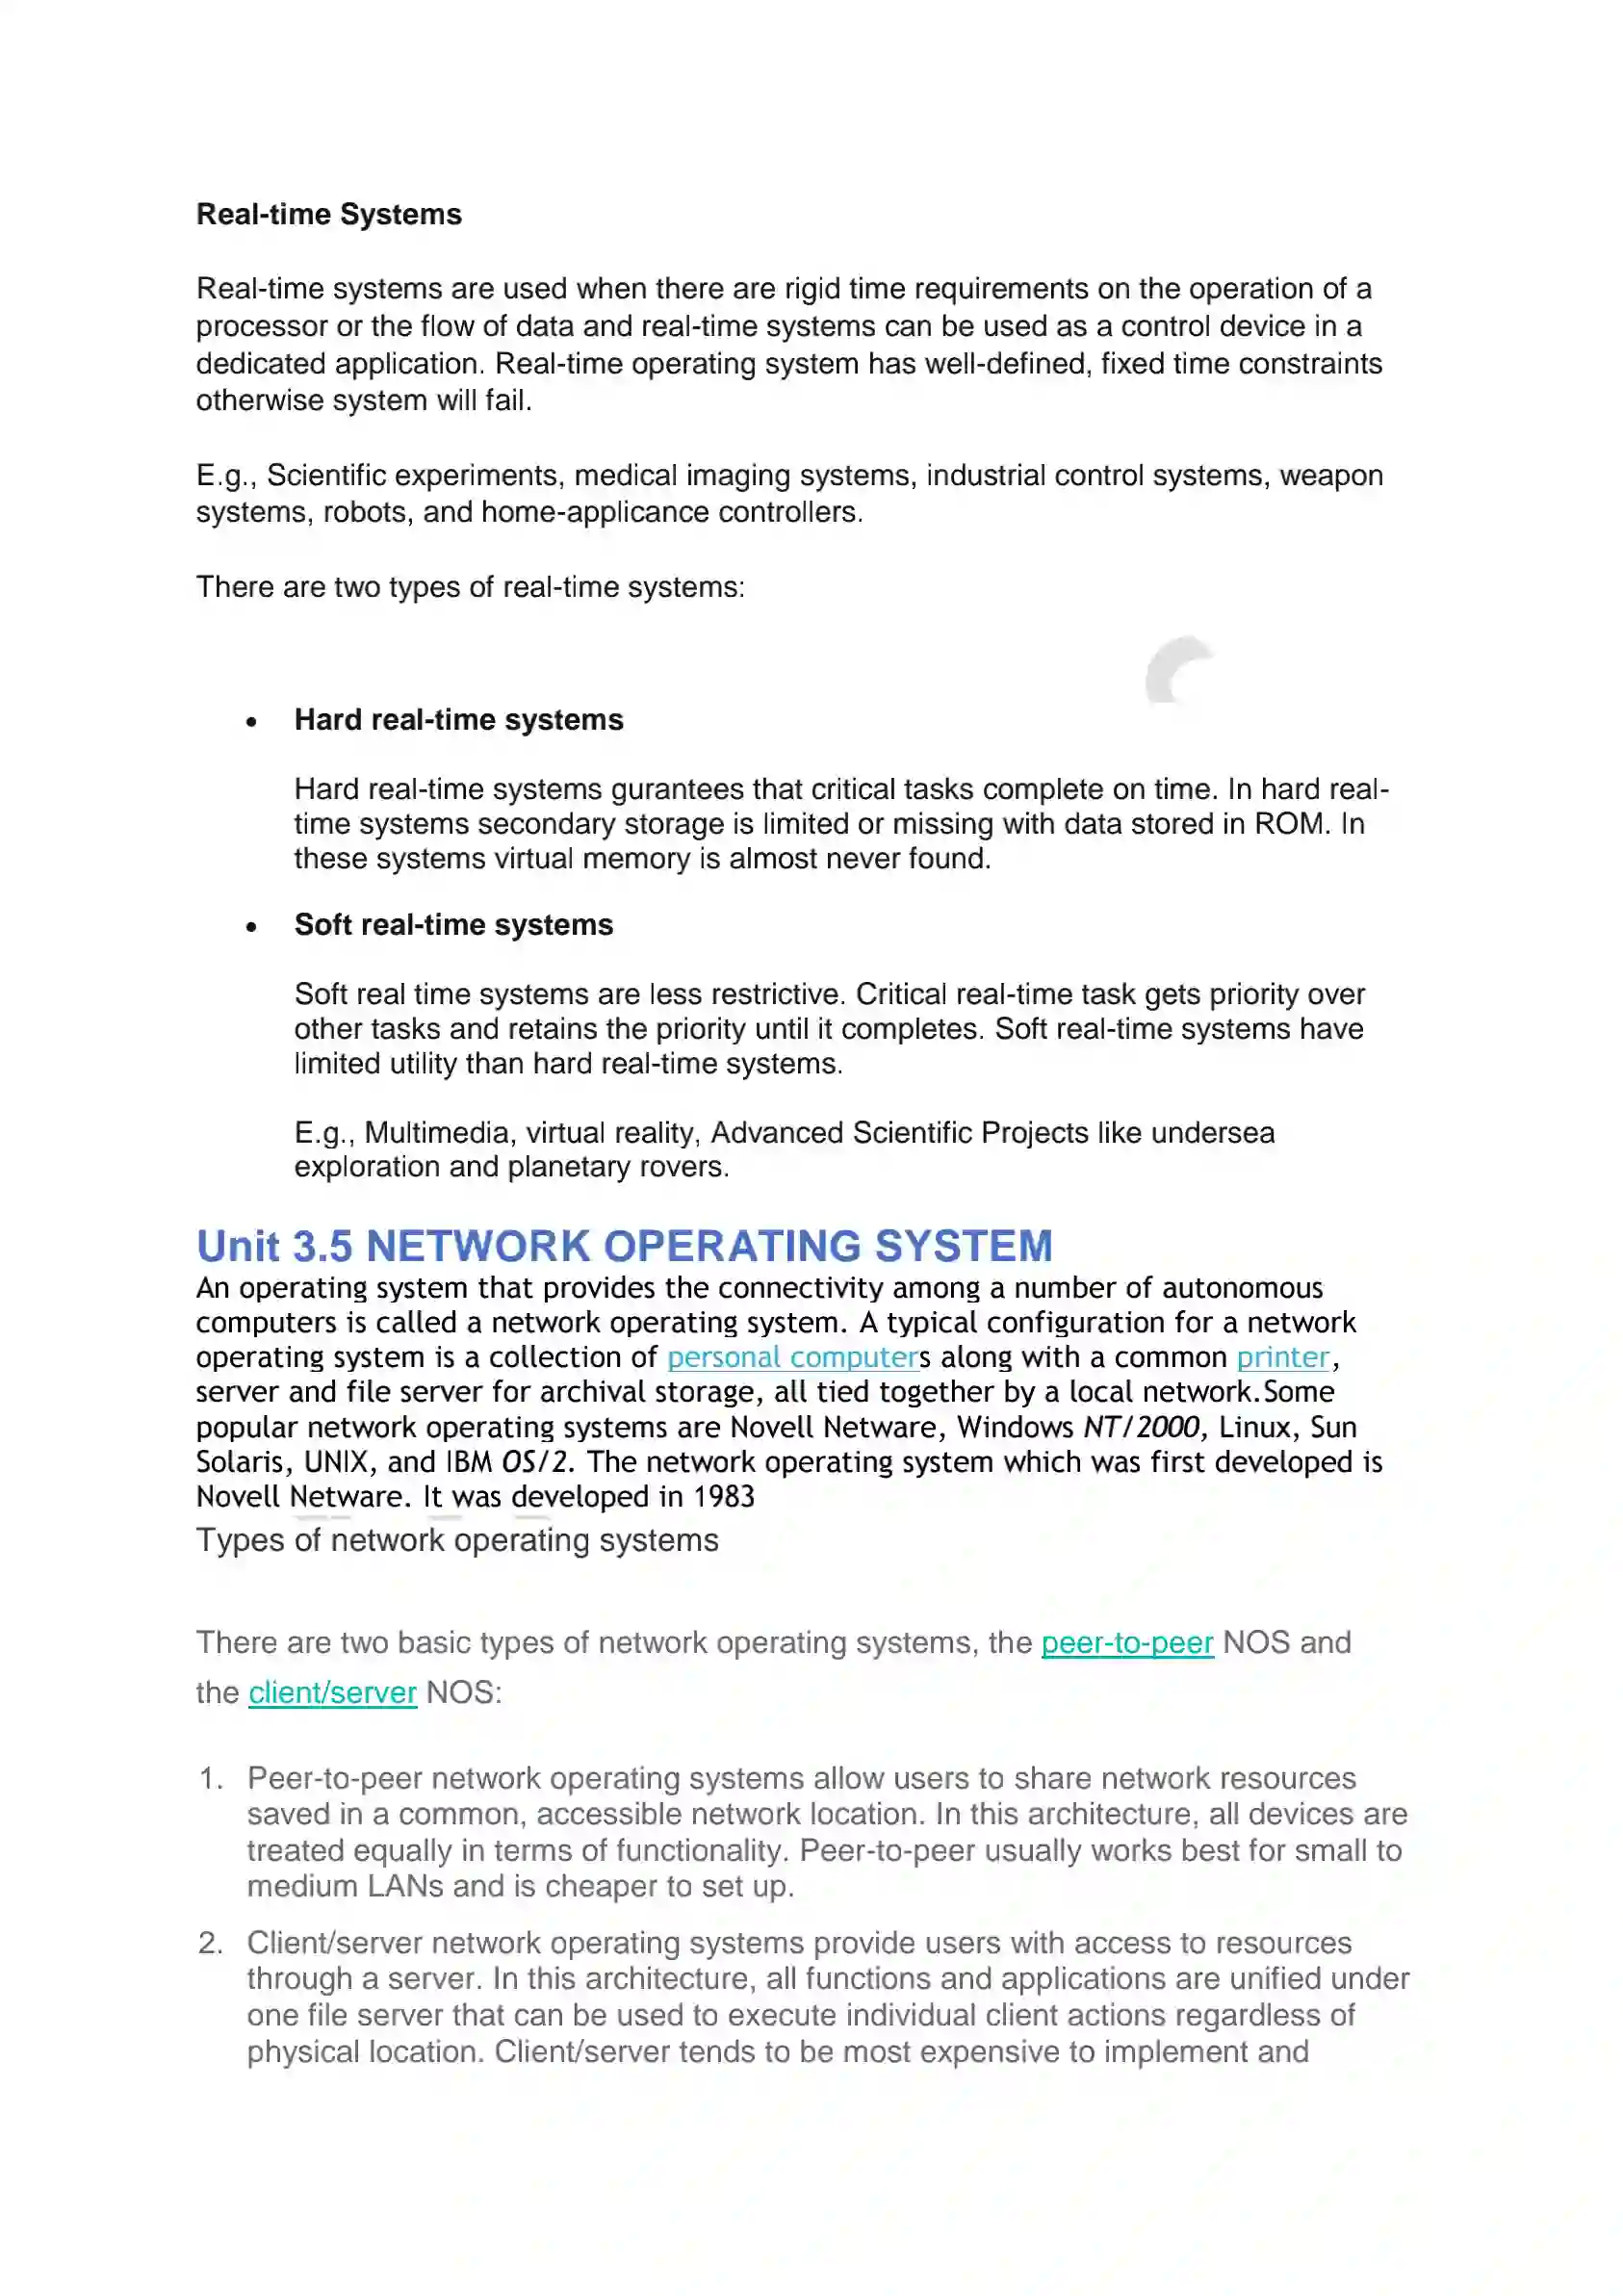 Real-time Systems
Real-time systems are used when there are rigid time requirements on the operation of a
processor or the flow of data and real-time systems can be used as a control device in a
dedicated application. Real-time operating system has well-defined, fixed time constraints
otherwise system will fail.
E.g., Scientific experiments, medical imaging systems, industrial control systems, weapon
systems, robots, and home-applicance controllers.
There are two types of real-time systems:
• Hard real-time systems
Hard real-time systems gurantees that critical tasks complete on time. In hard real-
time systems secondary storage is limited or missing with data stored in ROM. In
these systems virtual memory is almost never found.
• Soft real-time systems
Soft real time systems are less restrictive. Critical real-time task gets priority over
other tasks and retains the priority until it completes. Soft real-time systems have
limited utility than hard real-time systems.
E.g., Multimedia, virtual reality, Advanced Scientific Projects like undersea
exploration and planetary rovers.
Unit 3.5 NETWORK OPERATING SYSTEM
An operating system that provides the connectivity among a number of autonomous
computers is called a network operating system. A typical configuration for a network
operating system is a collection of personal computers along with a common printer,
server and file server for archival storage, all tied together by a local network.Some
popular network operating systems are Novell Netware, Windows NT/2000, Linux, Sun
Solaris, UNIX, and IBM OS/2. The network operating system which was first developed is
Novell Netware. It was developed in 1983
Types of network operating systems
There are two basic types of network operating systems, the peer-to-peer NOS and
the client/server NOS:
1. Peer-to-peer network operating systems allow users to share network resources
saved in a common, accessible network location. In this architecture, all devices are
treated equally in terms of functionality. Peer-to-peer usually works best for small to
medium LANs and is cheaper to set up.
2. Client/server network operating systems provide users with access to resources
through a server. In this architecture, all functions and applications are unified under
one file server that can be used to execute individual client actions regardless of
physical location. Client/server tends to be most expensive to implement and